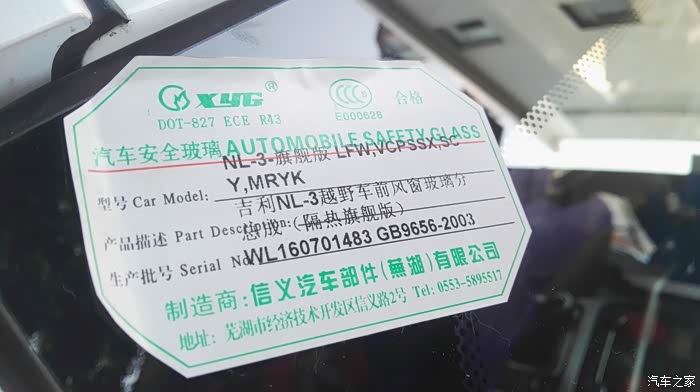 XYG ®
DOT-827 ECE R43
CCC
E000628
合格
汽车安全玻璃 AUTOMOBILE SAFETY GLASS
NL-3-旗舰版 LFW,VCPSSX,SC
型号 Car Model: Y,MRYK
吉利NL-3越野车前风窗玻璃分
产品描述 Part Description: 总成(隔热旗舰版)
生产批号 Serial No. WL160701483 GB9656-2003
制造商:信义汽车部件(蕪湖)有限公司
地址: 芜湖市经济技术开发区信义路2号 Tel: 0553-5895517
汽车之家